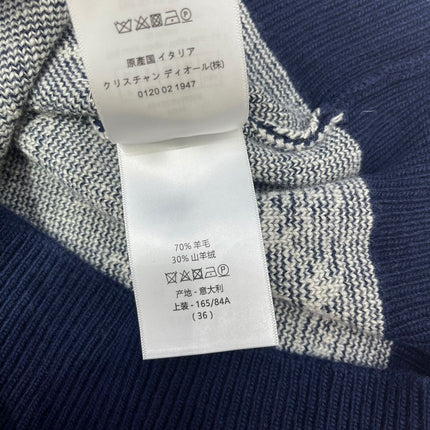 原産国 イタリア
クリスチャン ディオール(株)
0120 02 1947
70% 羊毛
30% 山羊绒
产地 - 意大利
上装 - 165/84A
( 36 )